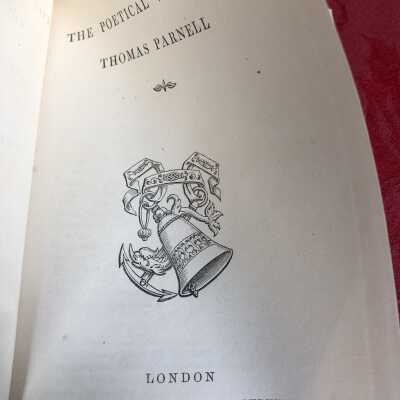 THE POETICAL
THOMAS PARNELL
LONDON